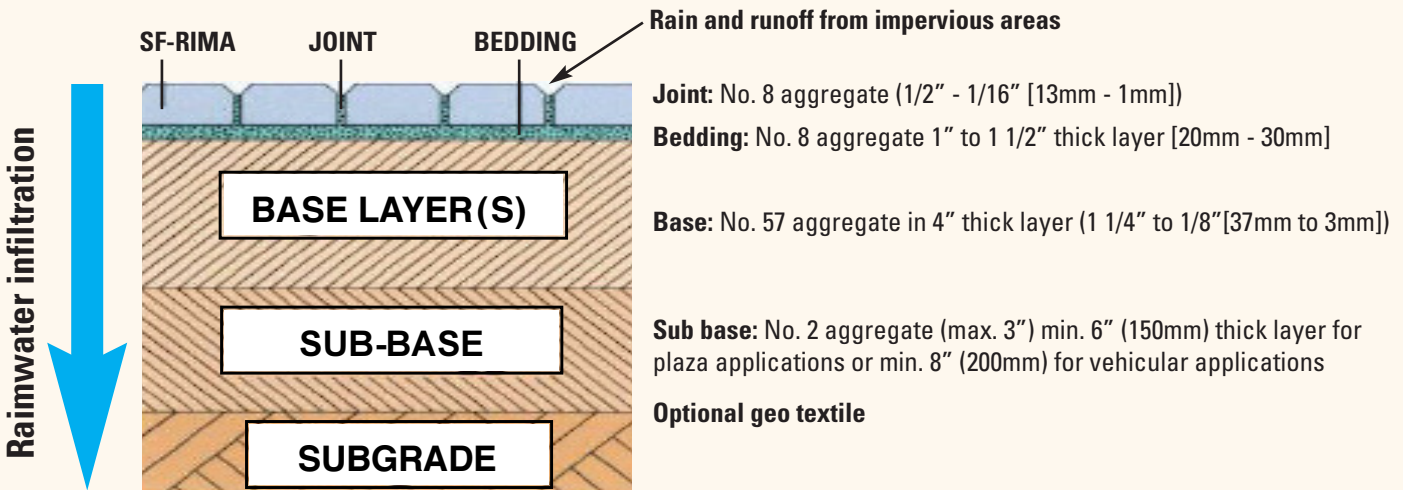 Rain and runoff from impervious areas
SF-RIMA
JOINT
BEDDING
Joint: No. 8 aggregate (1/2” - 1/16” [13mm - 1mm])
Bedding: No. 8 aggregate 1” to 1 1/2” thick layer [20mm - 30mm]
Raimwater infiltration
BASE LAYER(S)
Base: No. 57 aggregate in 4” thick layer (1 1/4” to 1/8”[37mm to 3mm])
SUB-BASE
Sub base: No. 2 aggregate (max. 3”) min. 6” (150mm) thick layer for
plaza applications or min. 8” (200mm) for vehicular applications
Optional geo textile
SUBGRADE